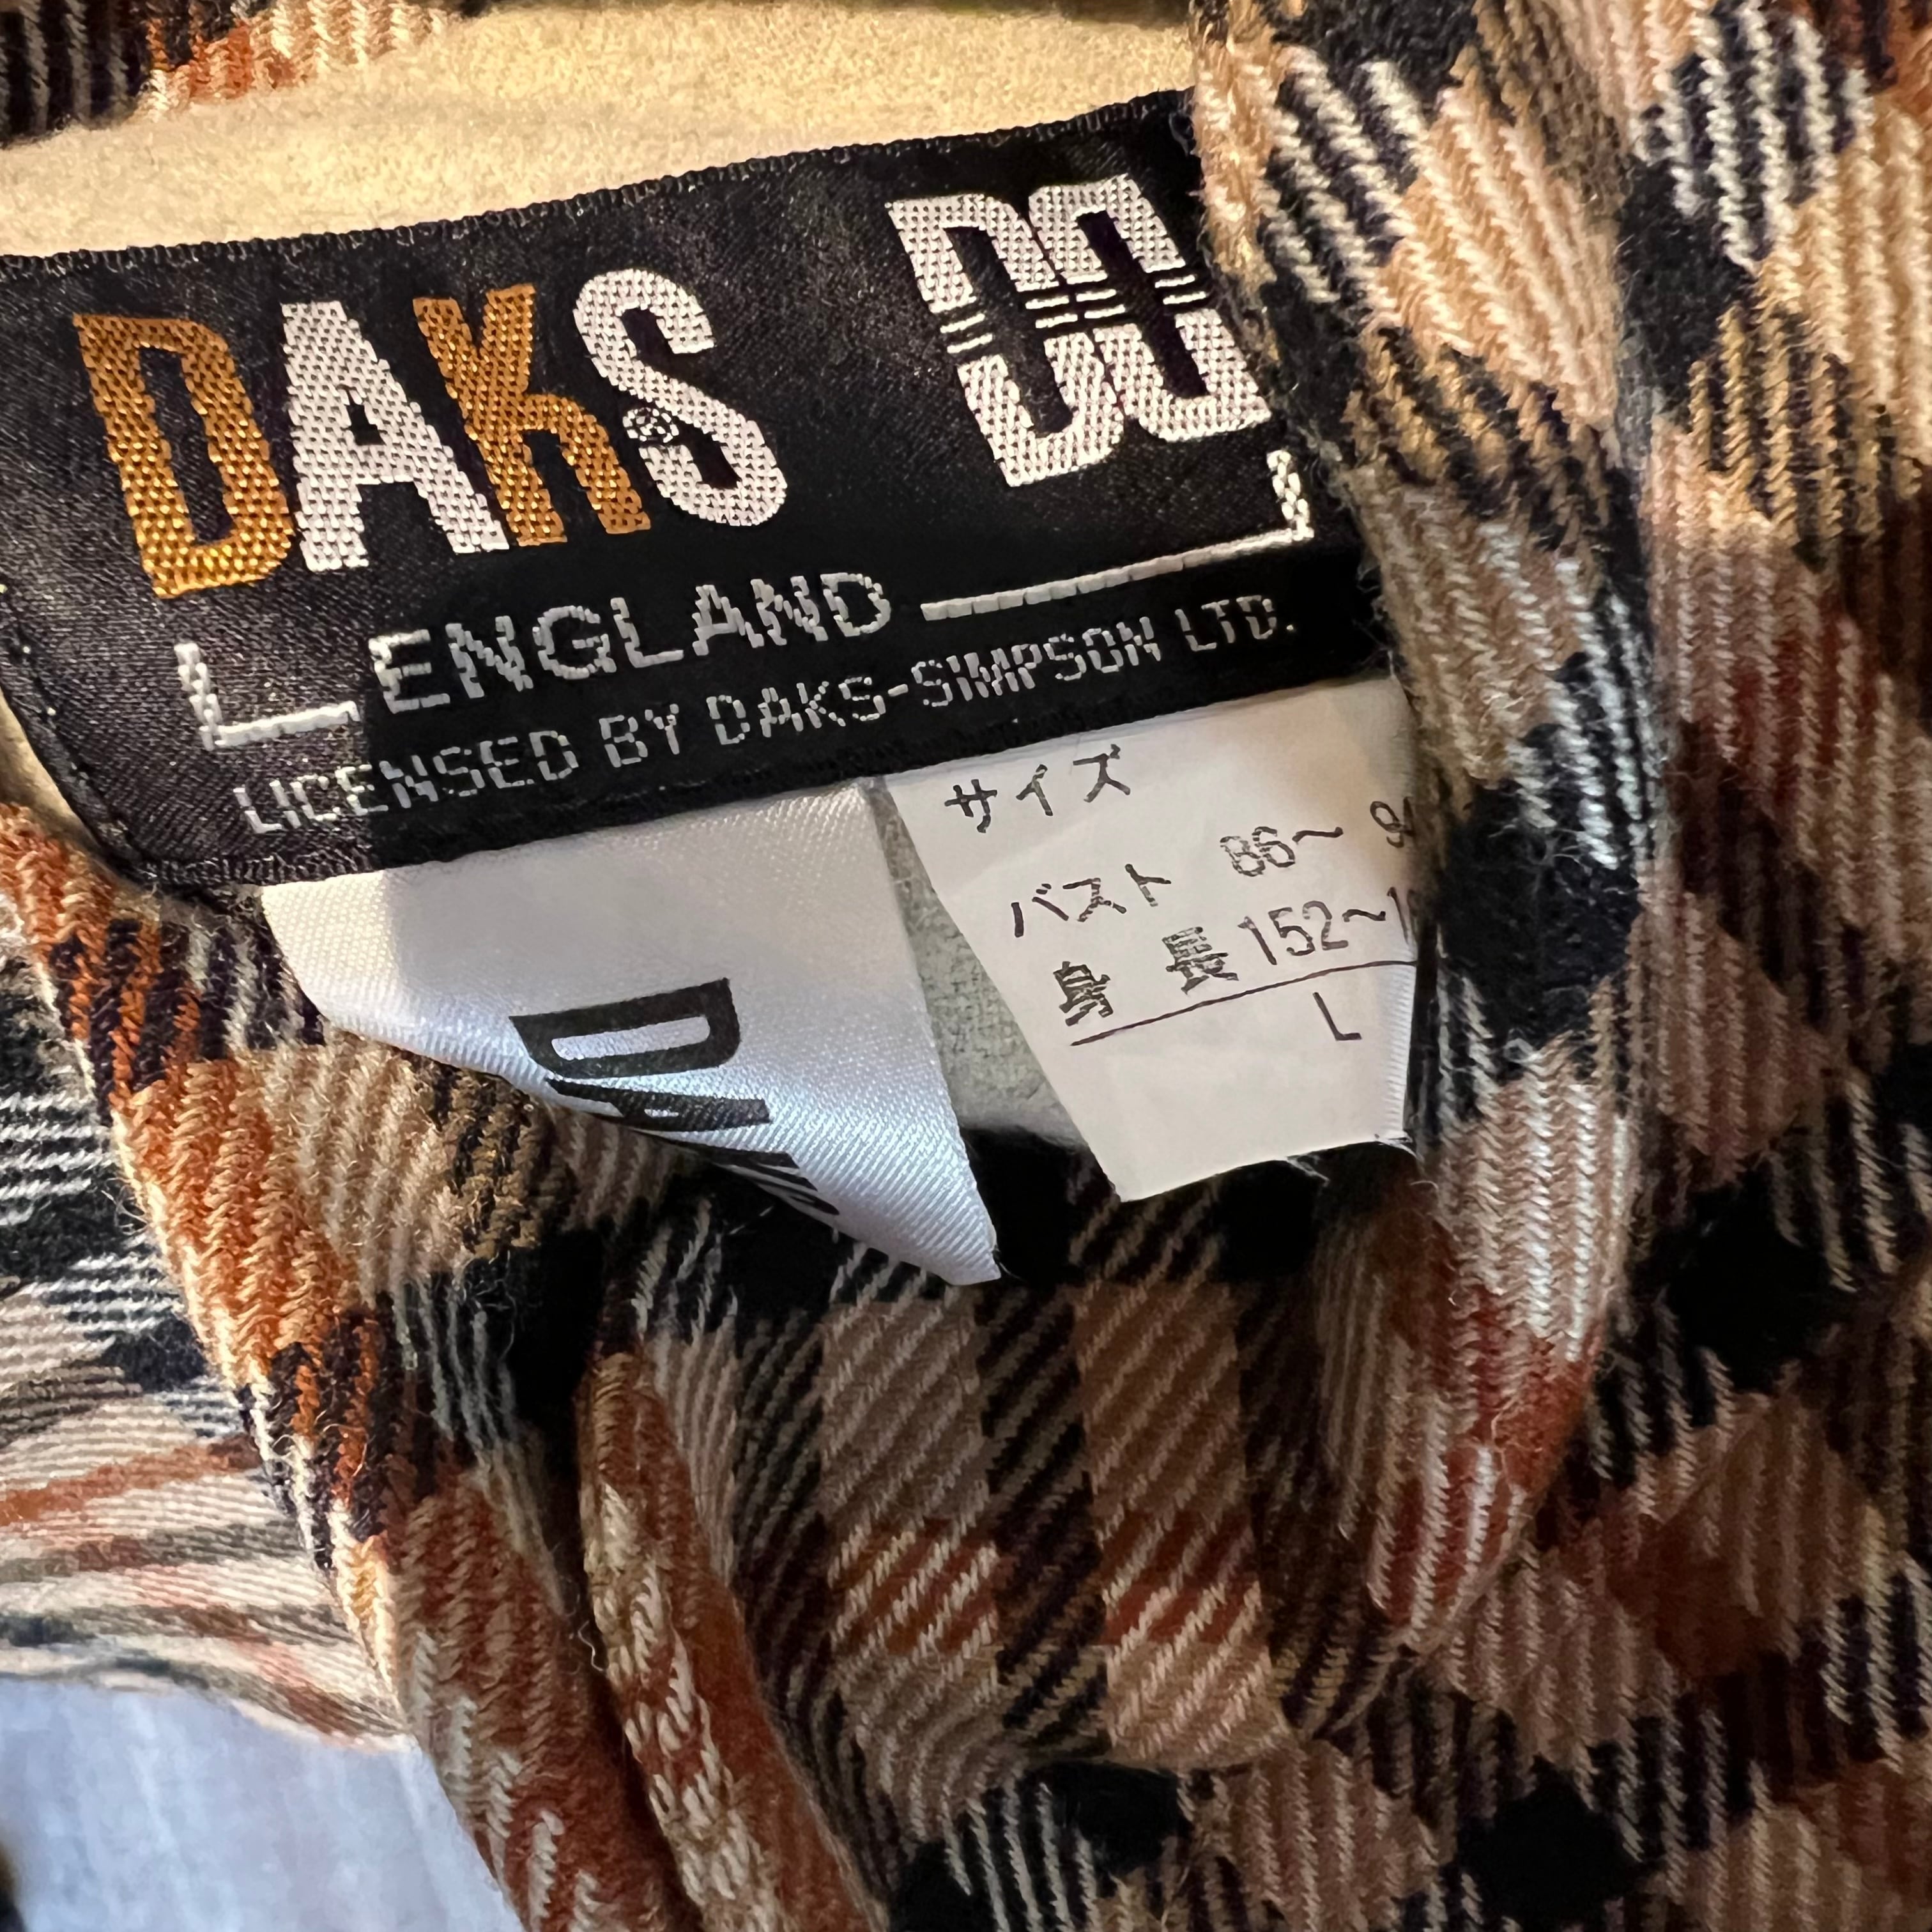 DAKS
ENGLAND
LICENSED BY DAKS-SIMPSON LTD.
サイズ
バスト 86~
身長 152~
L